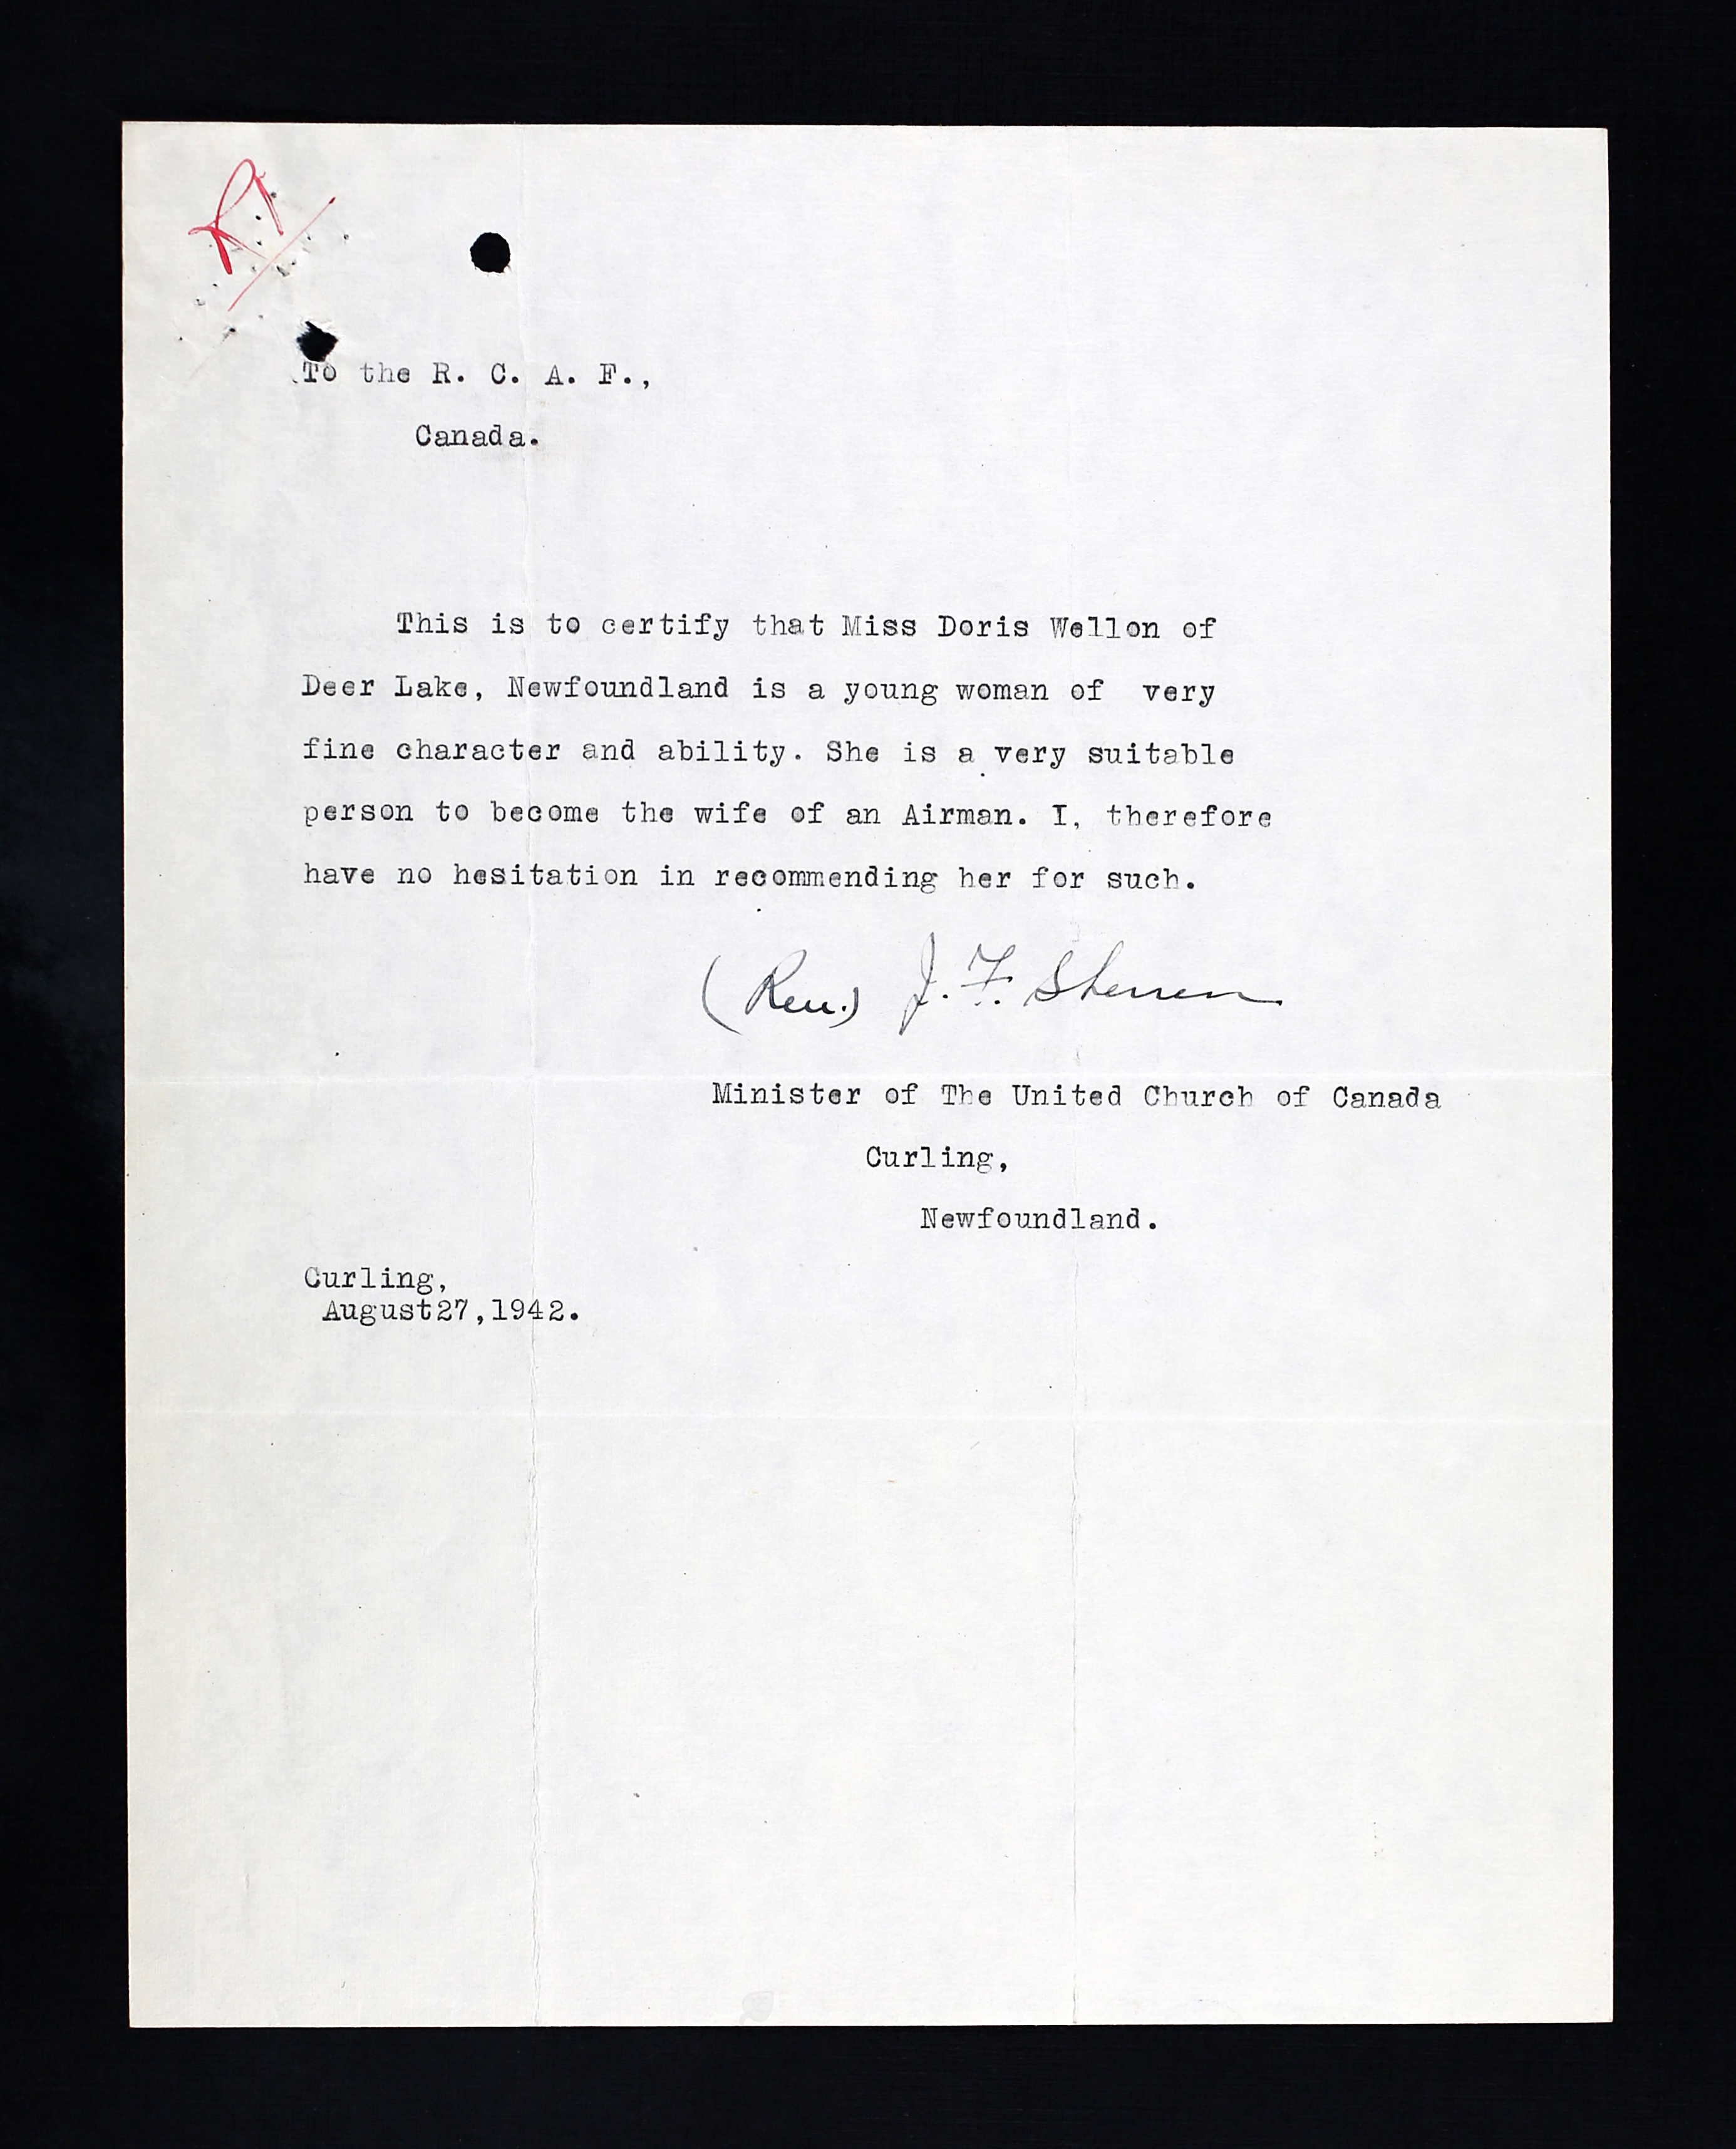 To the R. C. A. F.,
Canada.
This is to certify that Miss Doris Wellon of
Deer Lake, Newfoundland is a young woman of very
fine character and ability. She is a very suitable
person to become the wife of an Airman. I, therefore
have no hesitation in recommending her for such.
(Rev.) J. F. Sherren
Minister of The United Church of Canada
Curling,
Newfoundland.
Curling,
August27,1942.